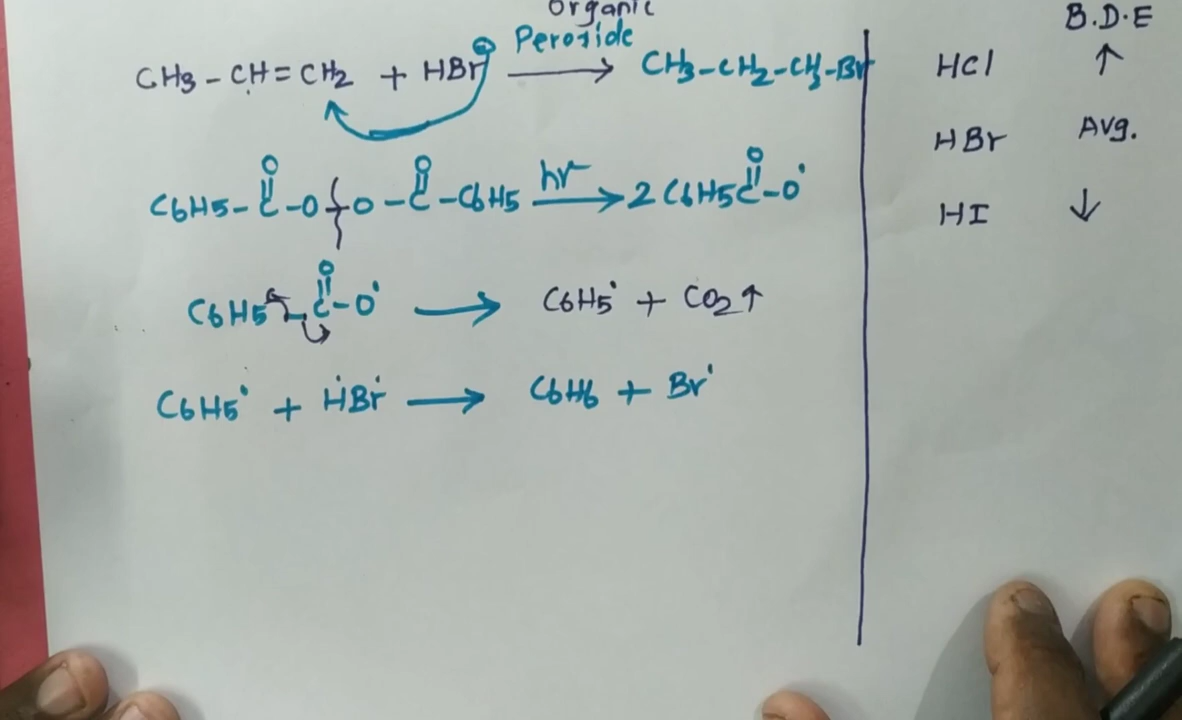 Organic
Peroxide
CH3-CH=CH2 + HBr ⊖ ⟶ CH3-CH2-CH2-Br
C6H5-C(=O)-O-O-C(=O)-C6H5 hν ⟶ 2 C6H5C(=O)-O•
C6H5-C(=O)-O• ⟶ C6H5• + CO2↑
C6H5• + H•Br• ⟶ C6H6 + Br•
B.D.E
HCl ↑
HBr Avg.
HI ↓